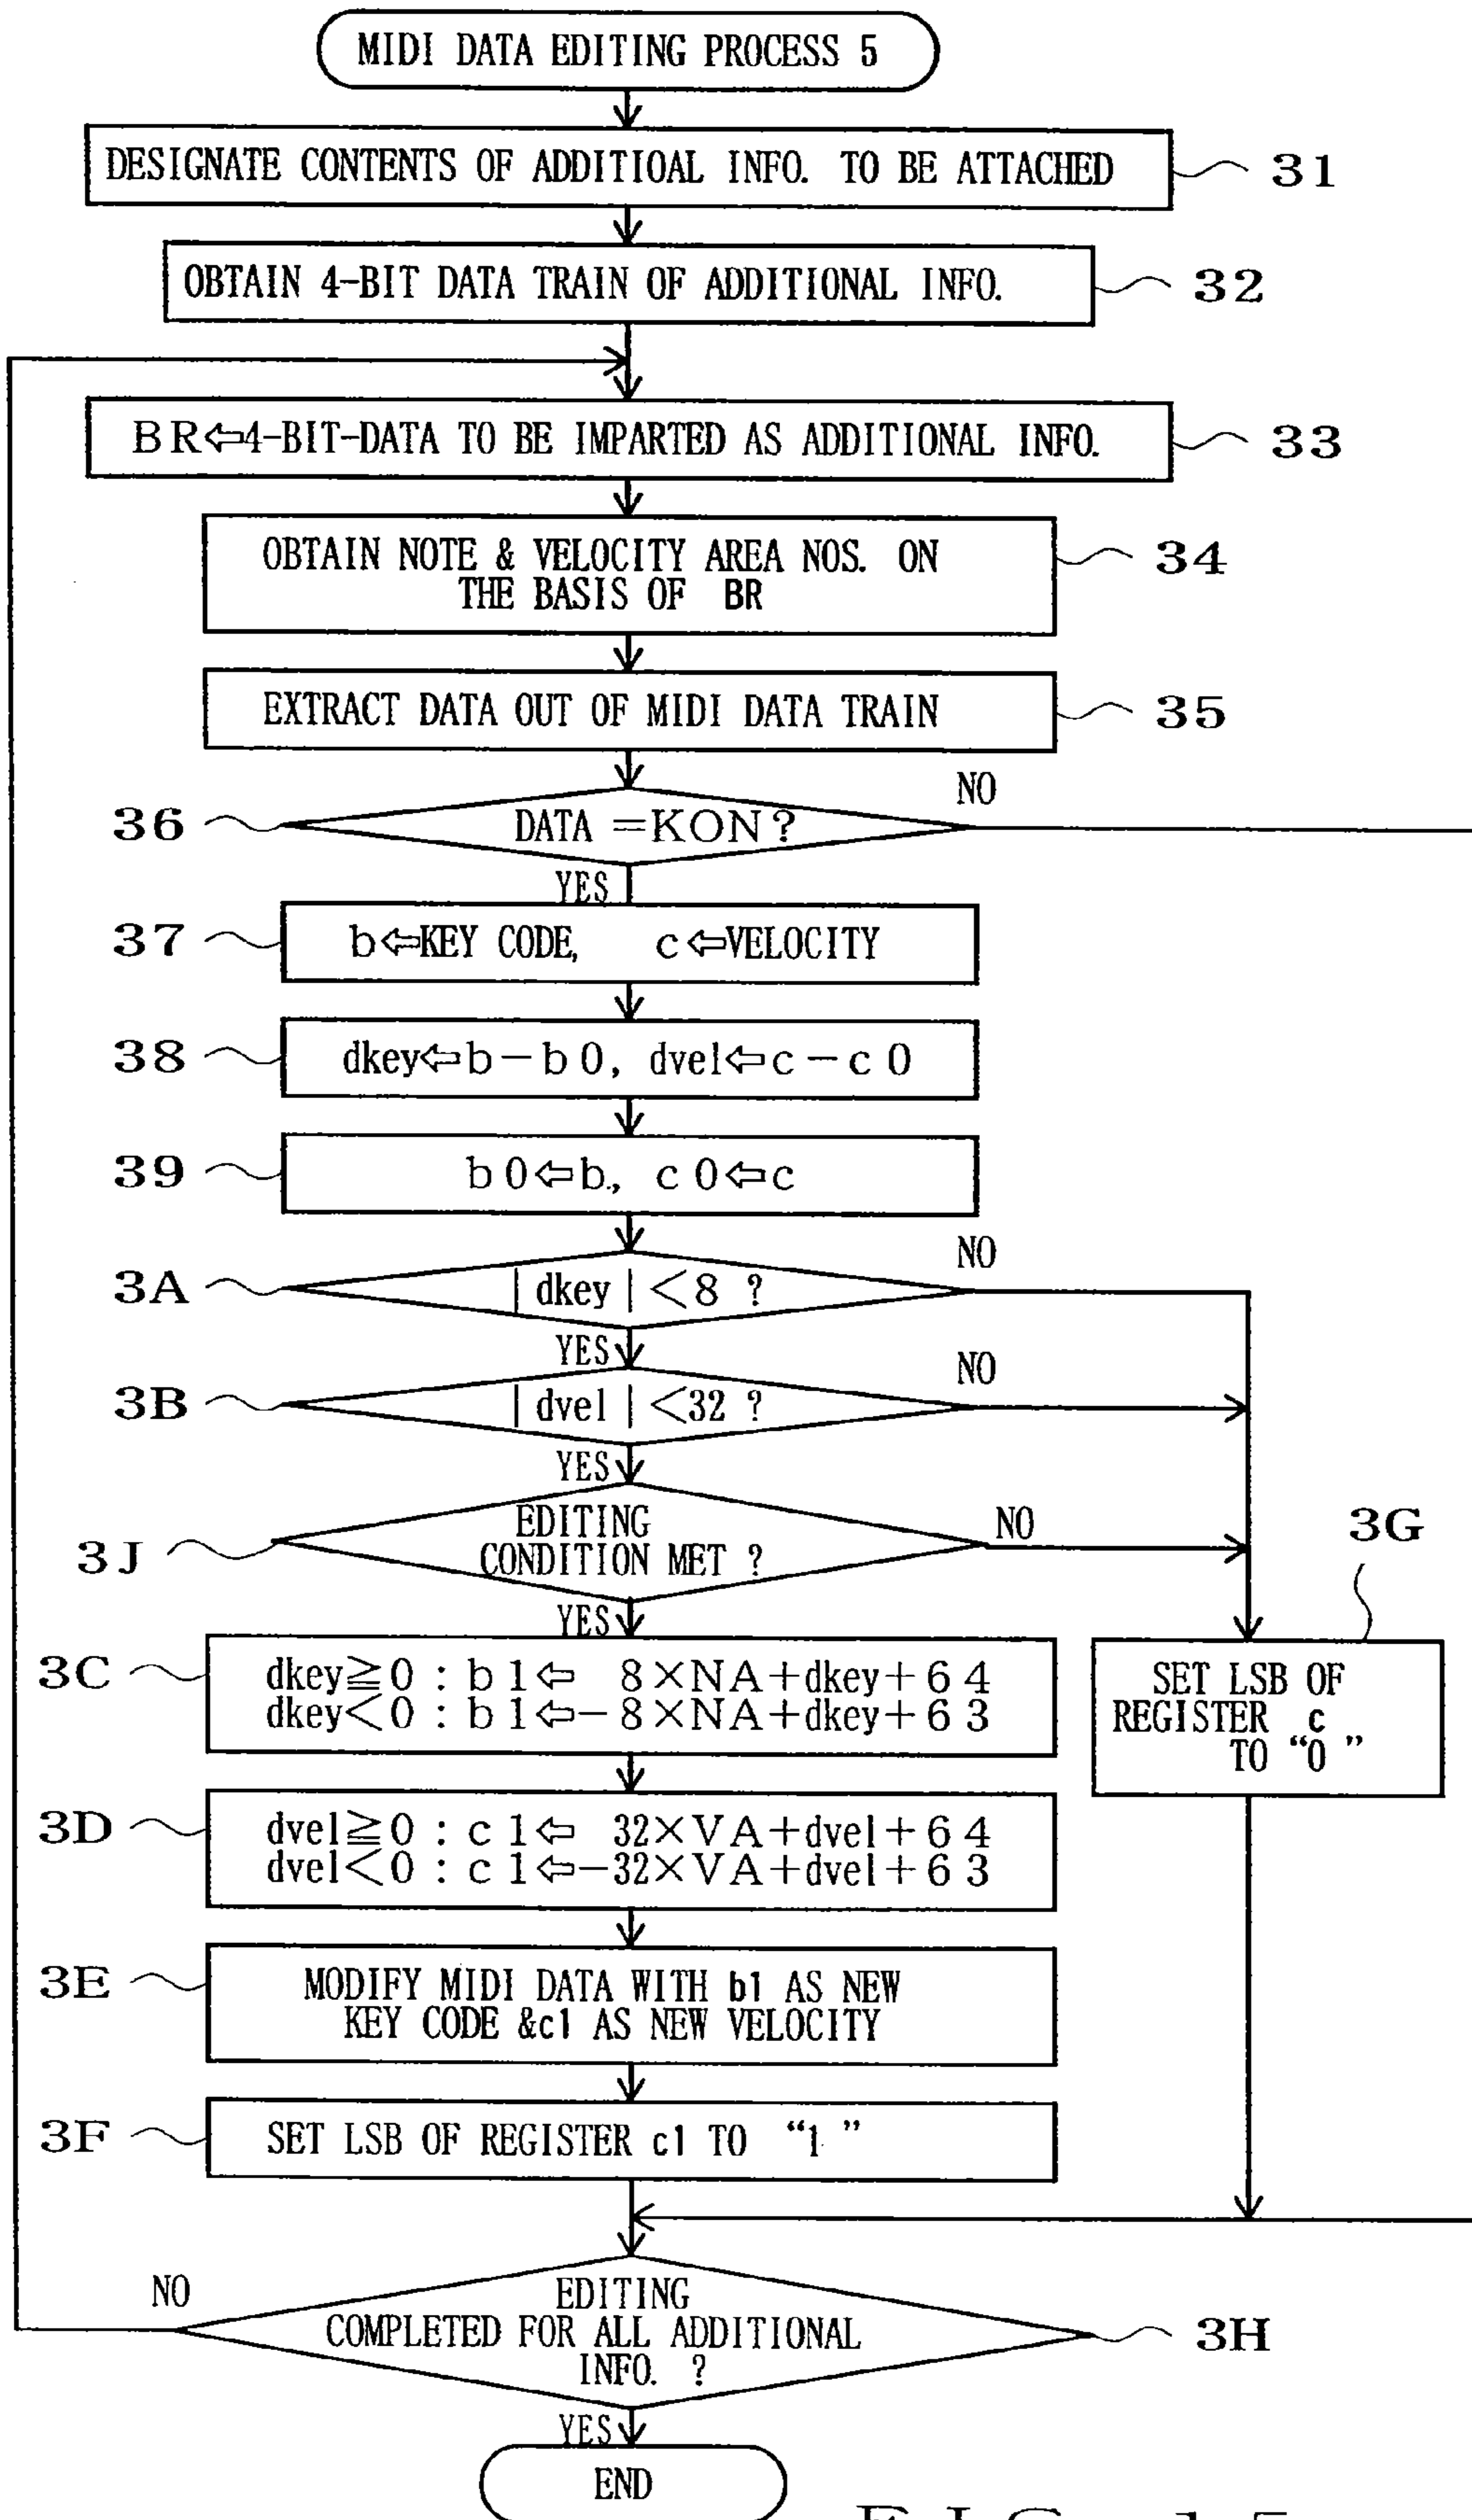 MIDI DATA EDITING PROCESS 5
DESIGNATE CONTENTS OF ADDITIOAL INFO. TO BE ATTACHED
31
OBTAIN 4-BIT DATA TRAIN OF ADDITIONAL INFO.
32
BR⇦4-BIT-DATA TO BE IMPARTED AS ADDITIONAL INFO.
33
OBTAIN NOTE & VELOCITY AREA NOS. ON
THE BASIS OF BR
34
EXTRACT DATA OUT OF MIDI DATA TRAIN
35
NO
36
DATA =KON?
YES
37
b⇦KEY CODE, c⇦VELOCITY
38
dkey⇦b−b0, dvel⇦c−c0
39
b0⇦b, c0⇦c
NO
3A
|dkey|<8 ?
YES
NO
3B
|dvel|<32 ?
YES
3J
EDITING
CONDITION MET ?
NO
YES
3G
SET LSB OF
REGISTER c
TO “0”
3C
dkey≧0 : b1⇦ 8×NA+dkey+64
dkey<0 : b1⇦−8×NA+dkey+63
3D
dvel≧0 : c1⇦ 32×VA+dvel+64
dvel<0 : c1⇦−32×VA+dvel+63
3E
MODIFY MIDI DATA WITH b1 AS NEW
KEY CODE &c1 AS NEW VELOCITY
3F
SET LSB OF REGISTER c1 TO “1”
NO
EDITING
COMPLETED FOR ALL ADDITIONAL
INFO. ?
3H
YES
END